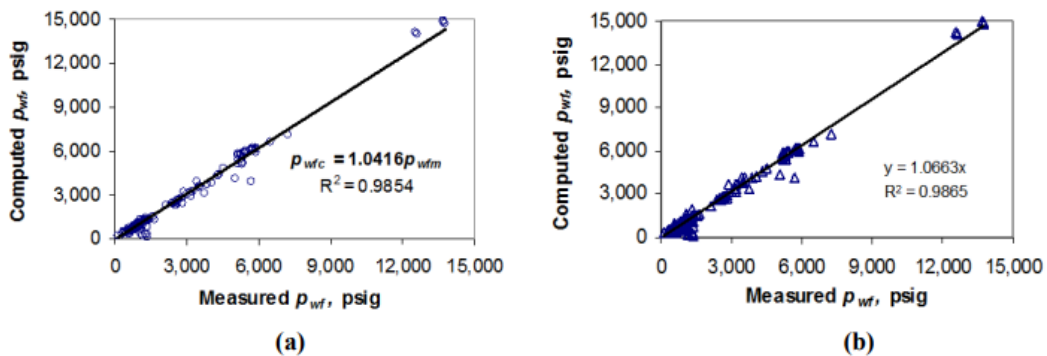 15,000
12,000
9,000
6,000
3,000
0
Computed pwf, psig
pwfc = 1.0416pwfm
R² = 0.9854
0 3,000 6,000 9,000 12,000 15,000
Measured pwf, psig
(a)
15,000
12,000
9,000
6,000
3,000
0
Computed pwf, psig
y = 1.0663x
R² = 0.9865
0 3,000 6,000 9,000 12,000 15,000
Measured pwf, psig
(b)